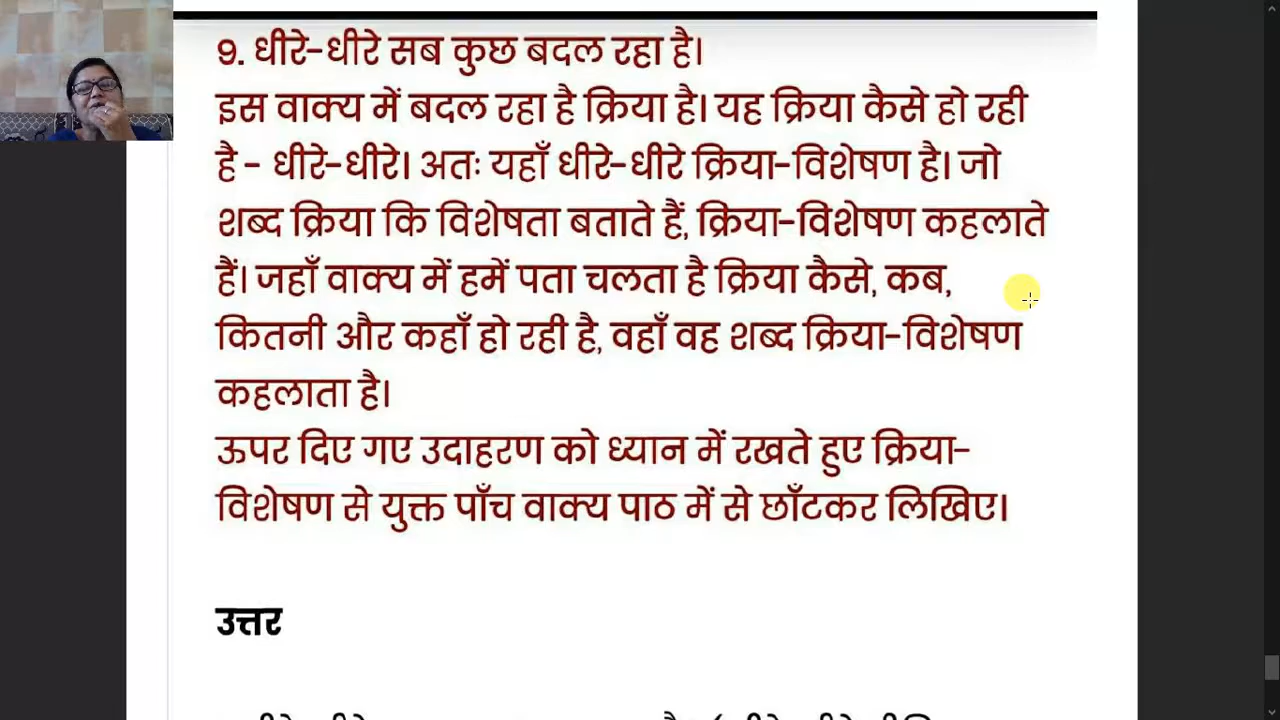 9. धीरे-धीरे सब कुछ बदल रहा है।
इस वाक्य में बदल रहा है क्रिया है। यह क्रिया कैसे हो रही
है - धीरे-धीरे। अतः यहाँ धीरे-धीरे क्रिया-विशेषण है। जो
शब्द क्रिया कि विशेषता बताते हैं, क्रिया-विशेषण कहलाते
हैं। जहाँ वाक्य में हमें पता चलता है क्रिया कैसे, कब,
कितनी और कहाँ हो रही है, वहाँ वह शब्द क्रिया-विशेषण
कहलाता है।
ऊपर दिए गए उदाहरण को ध्यान में रखते हुए क्रिया-
विशेषण से युक्त पाँच वाक्य पाठ में से छाँटकर लिखिए।
उत्तर